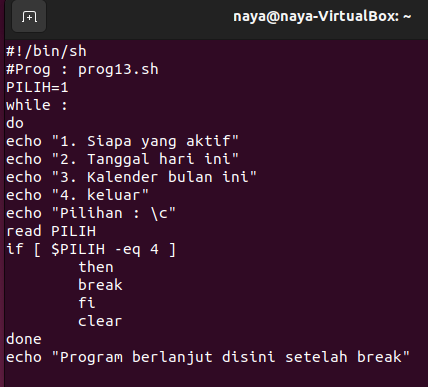 naya@naya-VirtualBox: ~
#!/bin/sh
#Prog : prog13.sh
PILIH=1
while :
do
echo "1. Siapa yang aktif"
echo "2. Tanggal hari ini"
echo "3. Kalender bulan ini"
echo "4. keluar"
echo "Pilihan : \c"
read PILIH
if [ $PILIH -eq 4 ]
        then
        break
        fi
        clear
done
echo "Program berlanjut disini setelah break"